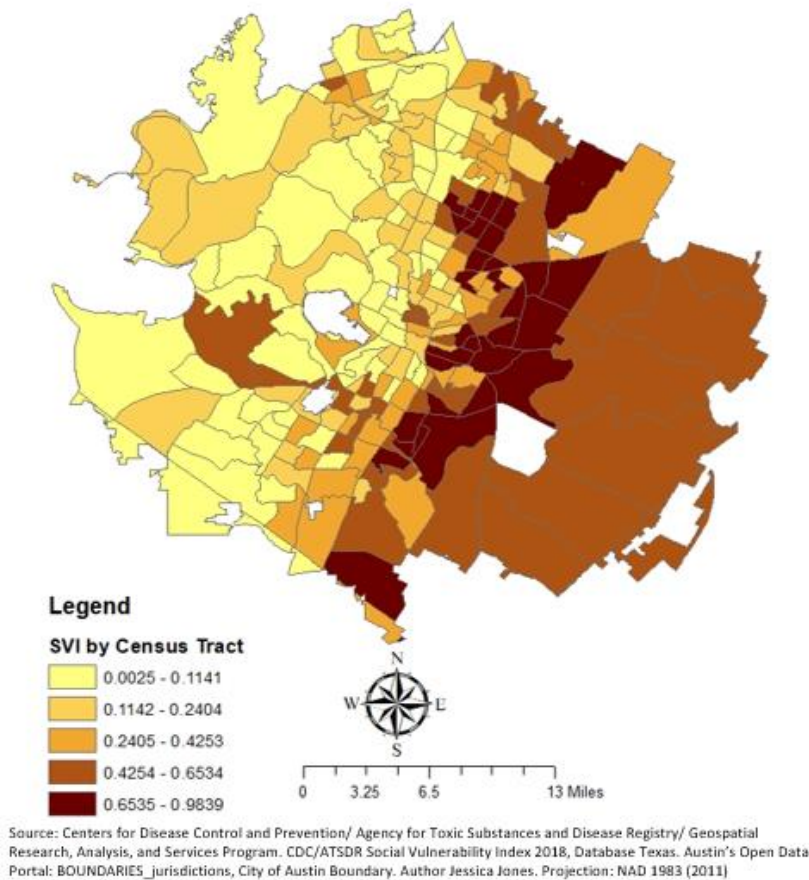 Legend
SVI by Census Tract
0.0025 - 0.1141
0.1142 - 0.2404
0.2405 - 0.4253
0.4254 - 0.6534
0.6535 - 0.9839
N
W E
S
0 3.25 6.5 13 Miles
Source: Centers for Disease Control and Prevention/ Agency for Toxic Substances and Disease Registry/ Geospatial
Research, Analysis, and Services Program. CDC/ATSDR Social Vulnerability Index 2018, Database Texas. Austin's Open Data
Portal: BOUNDARIES_jurisdictions, City of Austin Boundary. Author Jessica Jones. Projection: NAD 1983 (2011)